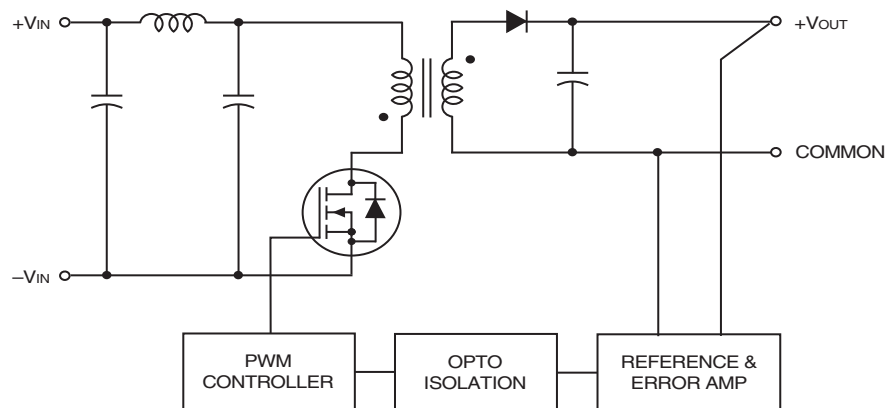 +VIN
+VOUT
COMMON
–VIN
PWM
CONTROLLER
OPTO
ISOLATION
REFERENCE &
ERROR AMP